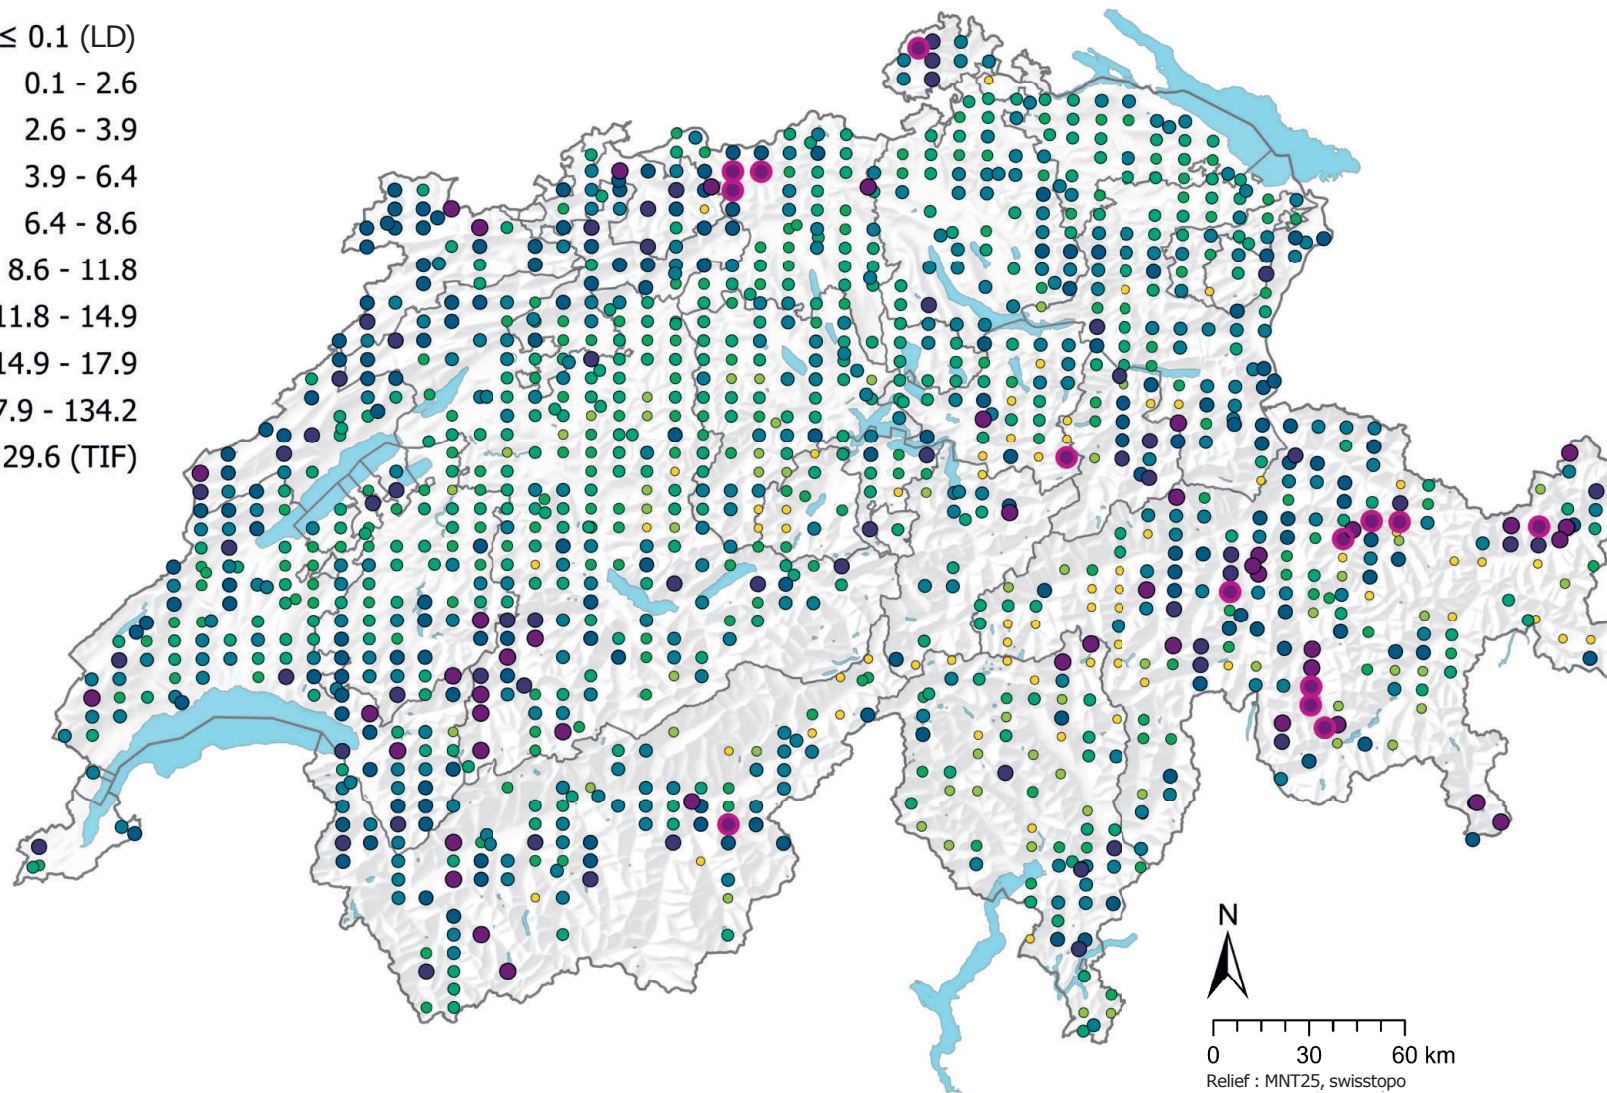 ≤ 0.1 (LD)
0.1 - 2.6
2.6 - 3.9
3.9 - 6.4
6.4 - 8.6
8.6 - 11.8
11.8 - 14.9
14.9 - 17.9
7.9 - 134.2
29.6 (TIF)
N
0 30 60 km
Relief : MNT25, swisstopo